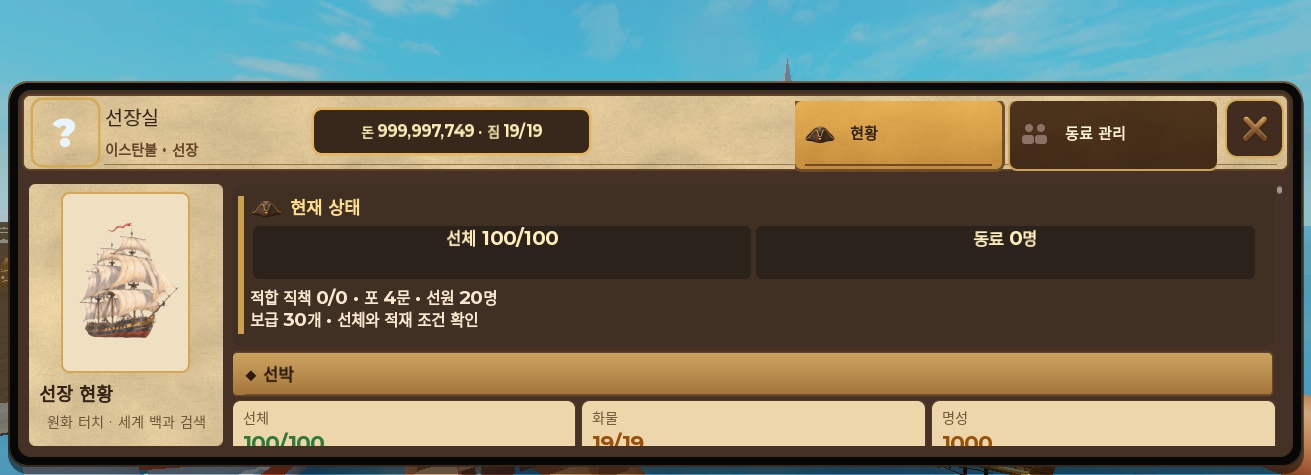 ?
선장실
이스탄불 • 선장
돈 999,997,749 · 짐 19/19
현황
동료 관리
현재 상태
선체 100/100
동료 0명
적합 직책 0/0 • 포 4문 • 선원 20명
보급 30개 • 선체와 적재 조건 확인
선장 현황
원화 터치 · 세계 백과 검색
◆ 선박
선체
100/100
화물
19/19
명성
1000